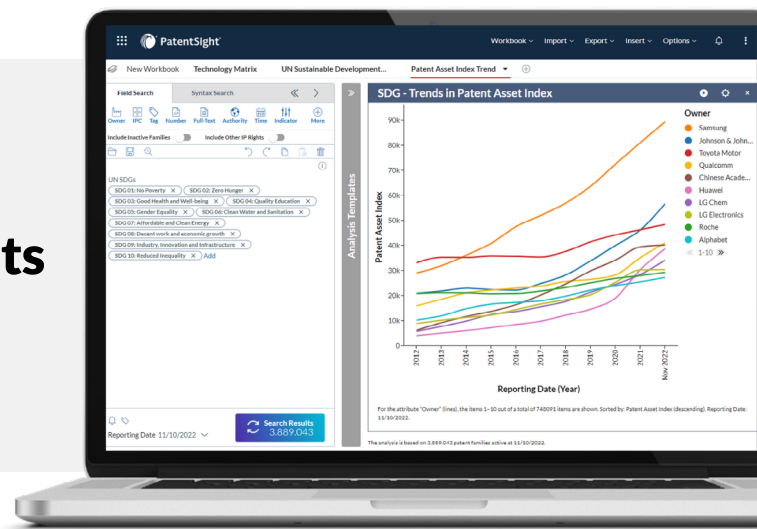 PatentSight
Workbook Import Export Insert Options
New Workbook Technology Matrix UN Sustainable Development... Patent Asset Index Trend
ts
Field Search Syntax Search
Owner IPC Tag Number Full-Text Authority Time Indicator More
Include Inactive Families Include Other IP Rights
UN SDGs
SDG 01: No Poverty X SDG 02: Zero Hunger X
SDG 03: Good Health and Well-being X SDG 04: Quality Education X
SDG 05: Gender Equality X SDG 06: Clean Water and Sanitation X
SDG 07: Affordable and Clean Energy X
SDG 08: Decent work and economic growth X
SDG 09: Industry, Innovation and Infrastructure X
SDG 10: Reduced Inequality X Add
Search Results
3.889.043
Reporting Date 11/10/2022
Analysis Templates
SDG - Trends in Patent Asset Index
Patent Asset Index
90k
80k
70k
60k
50k
40k
30k
20k
10k
0
2012 2013 2014 2015 2016 2017 2018 2019 2020 2021 Nov 2022
Reporting Date (Year)
Owner
Samsung
Johnson & John...
Toyota Motor
Qualcomm
Chinese Acade...
Huawei
LG Chem
LG Electronics
Roche
Alphabet
1-10
For the attribute "Owner" (lines), the items 1-10 out of a total of 748091 items are shown. Sorted by: Patent Asset Index (descending). Reporting Date:
11/10/2022.
The analysis is based on 3.889.043 patent families active at 11/10/2022.